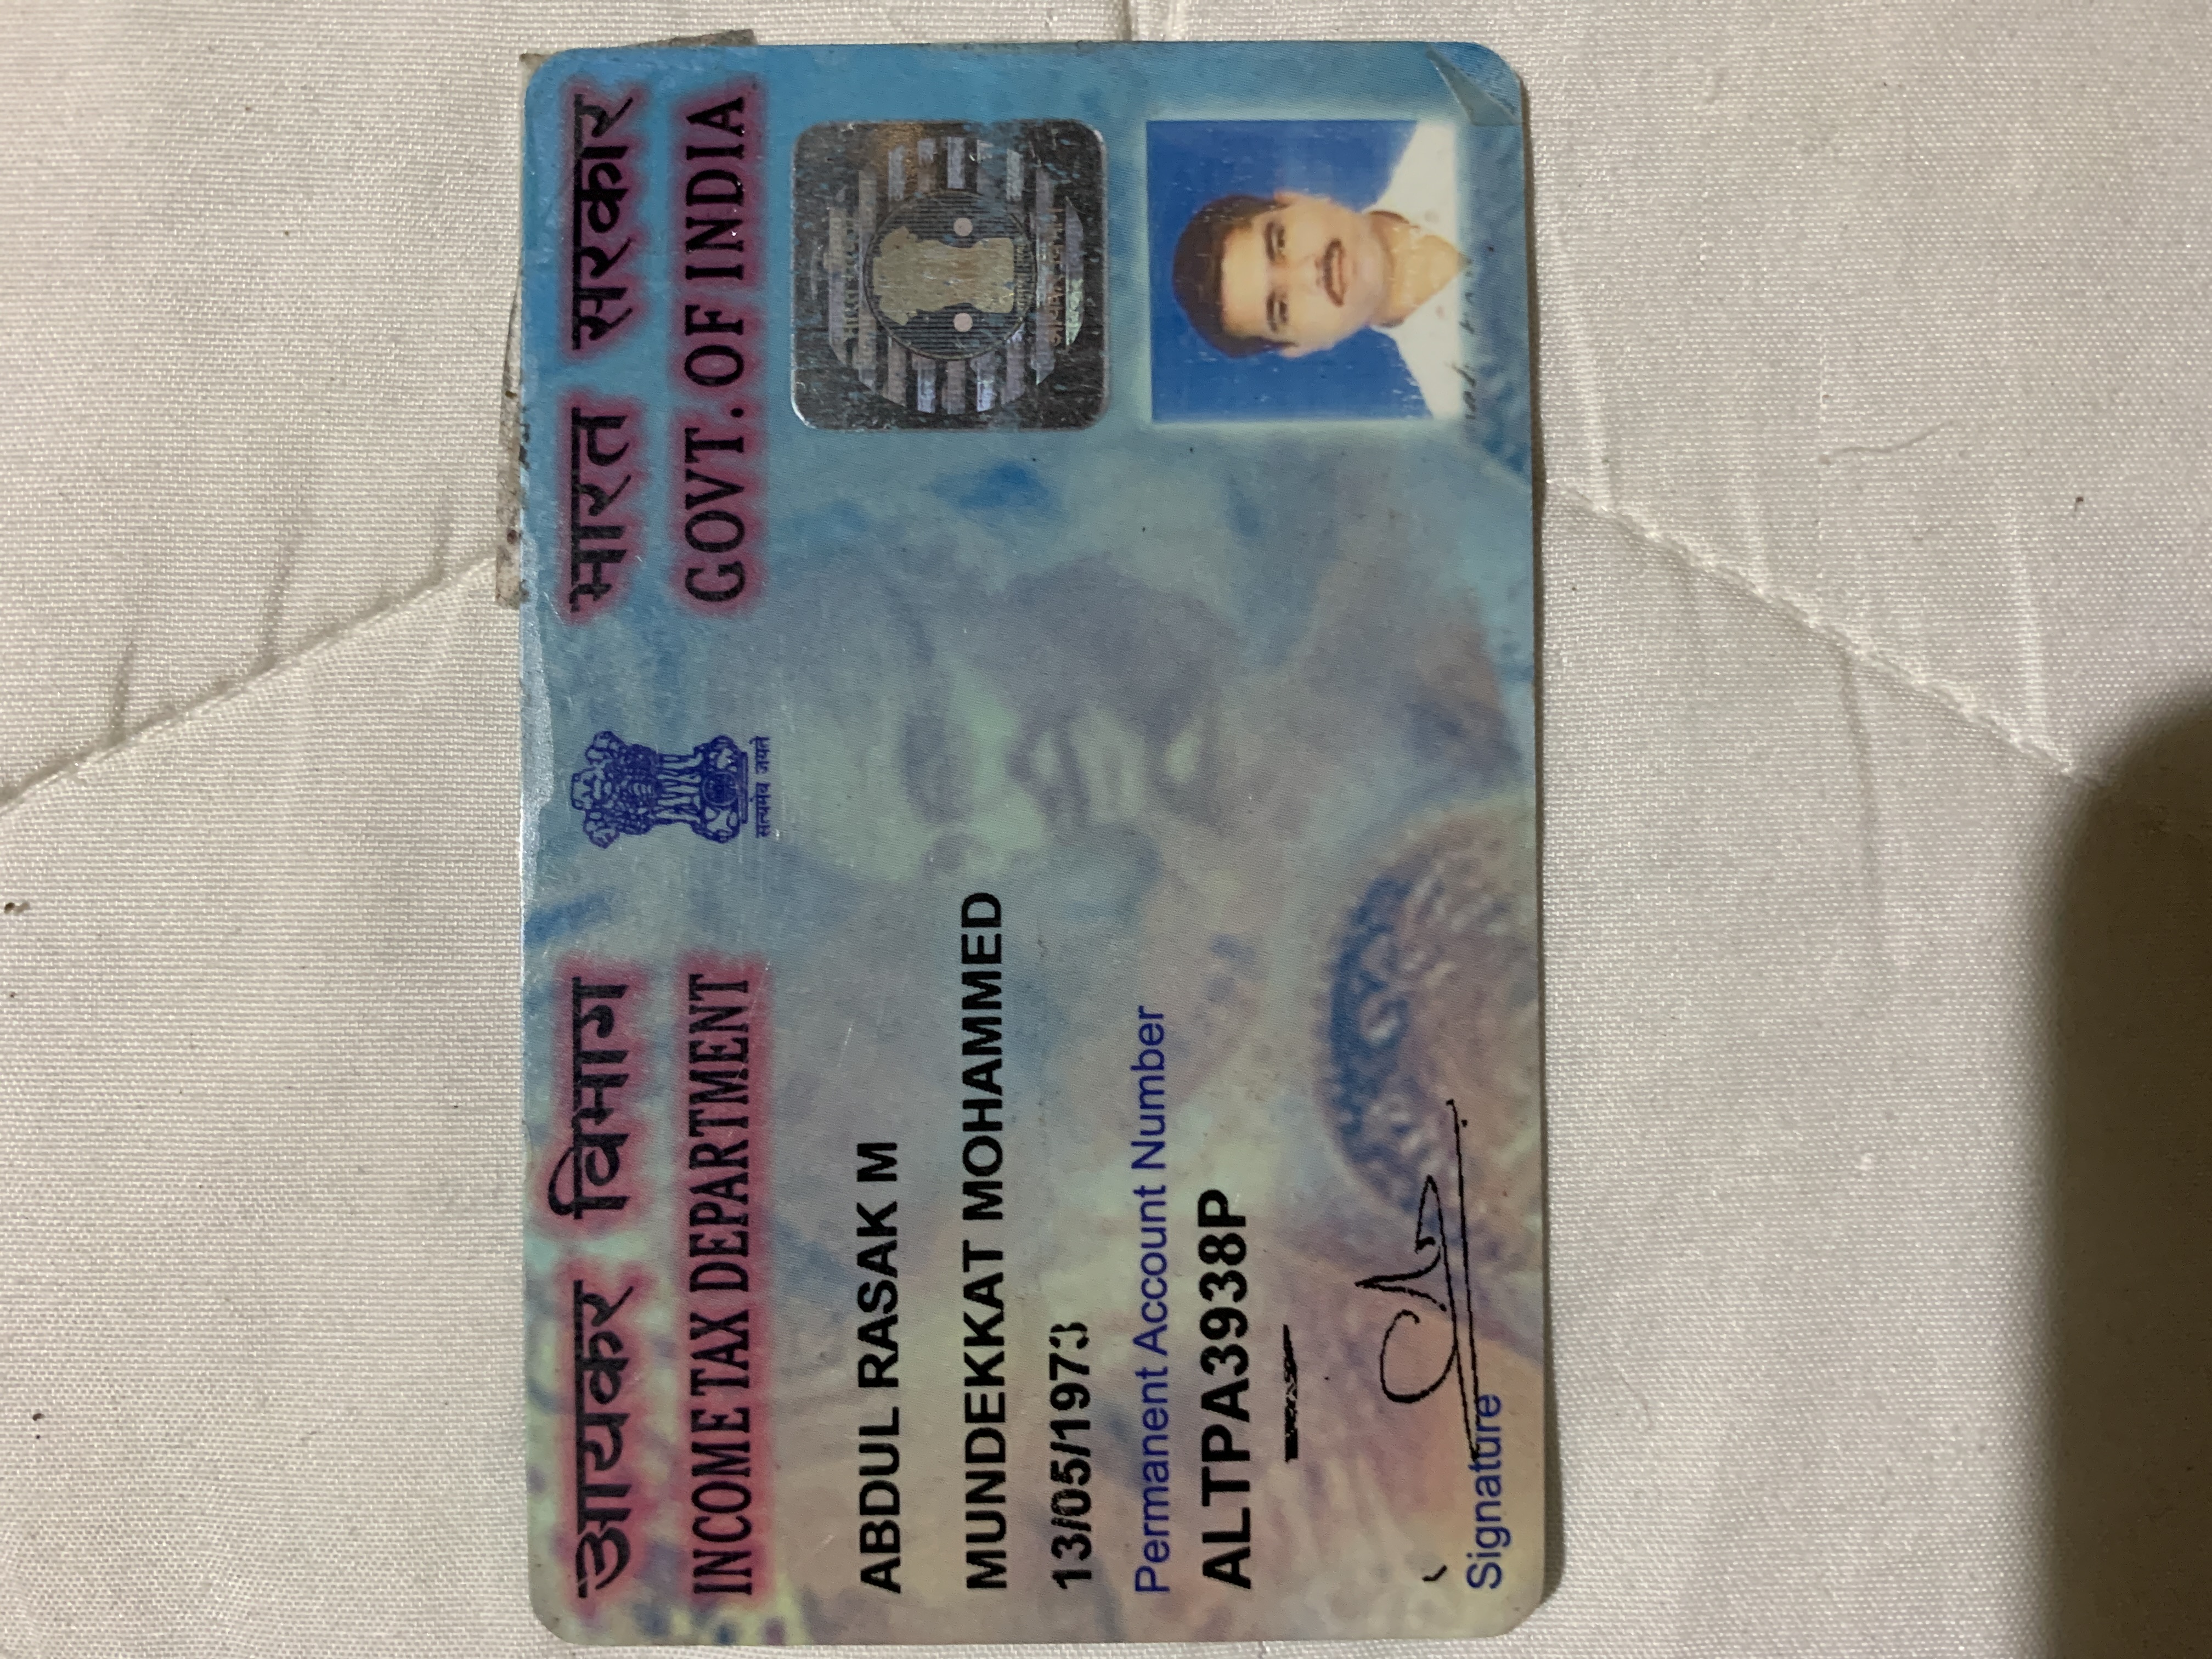 आयकर विभाग
INCOME TAX DEPARTMENT
सत्यमेव जयते
भारत सरकार
GOVT. OF INDIA
ABDUL RASAK M
MUNDEKKAT MOHAMMED
13/05/1973
Permanent Account Number
ALTPA3938P
Signature